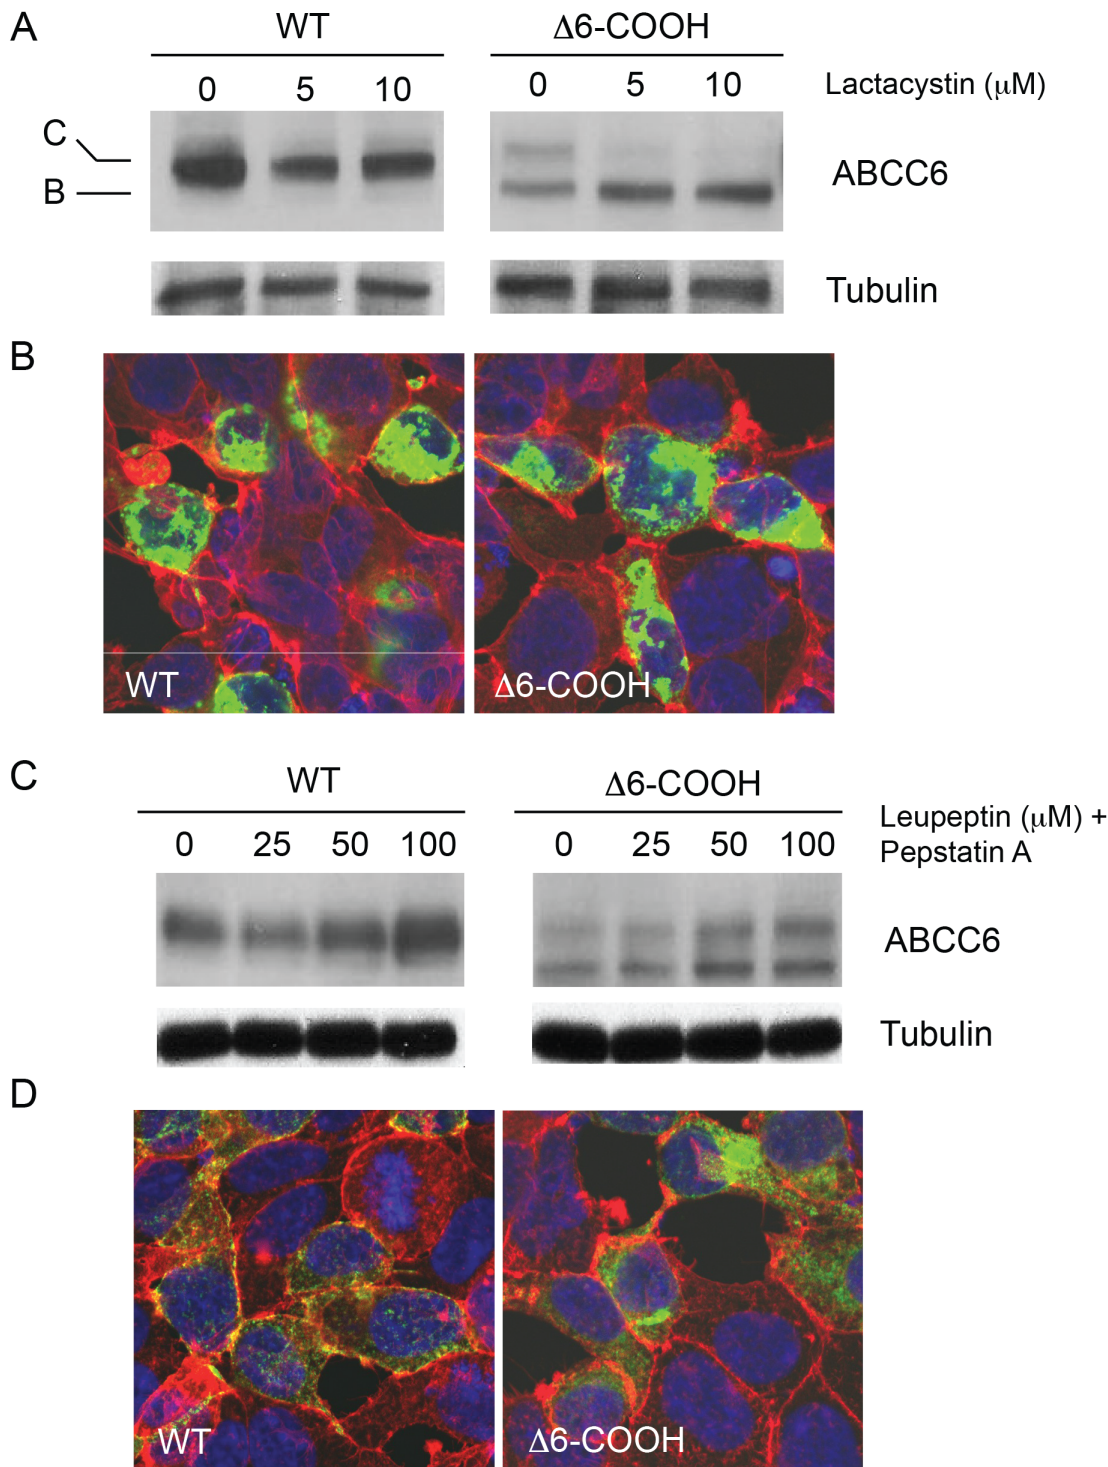 A
WT
Δ6-COOH
0 5 10
0 5 10
Lactacystin (μM)
C
B
ABCC6
Tubulin
B
WT
Δ6-COOH
C
WT
Δ6-COOH
0 25 50 100
0 25 50 100
Leupeptin (μM) +
Pepstatin A
ABCC6
Tubulin
D
WT
Δ6-COOH